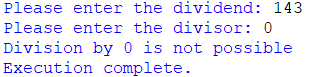 Please enter the dividend: 143
Please enter the divisor: 0
Division by 0 is not possible
Execution complete.